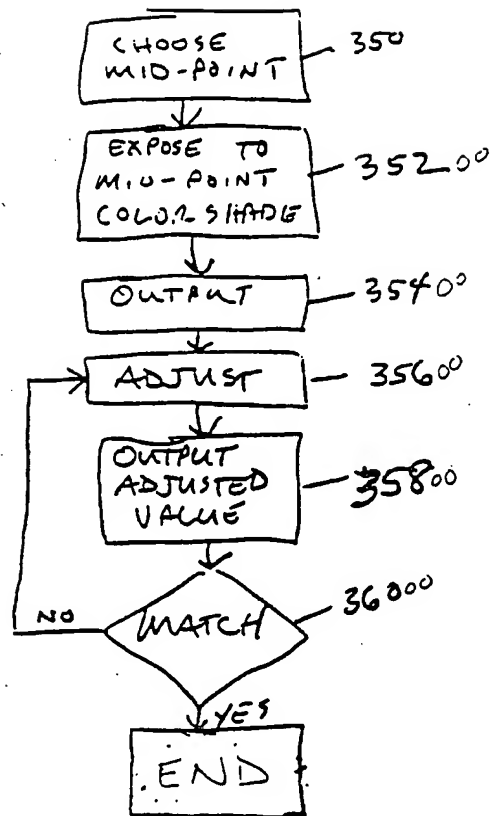 CHOOSE
MID-POINT
350
EXPOSE TO
MID-POINT
COLOR SHADE
35200
OUTPUT
35400
ADJUST
35600
OUTPUT
ADJUSTED
VALUE
35800
MATCH
36000
NO
YES
END